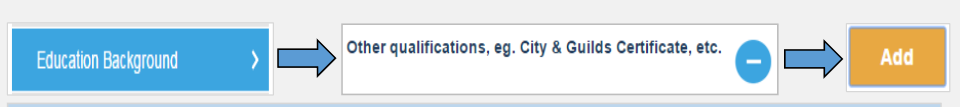 Education Background
Other qualifications, eg. City & Guilds Certificate, etc.
Add